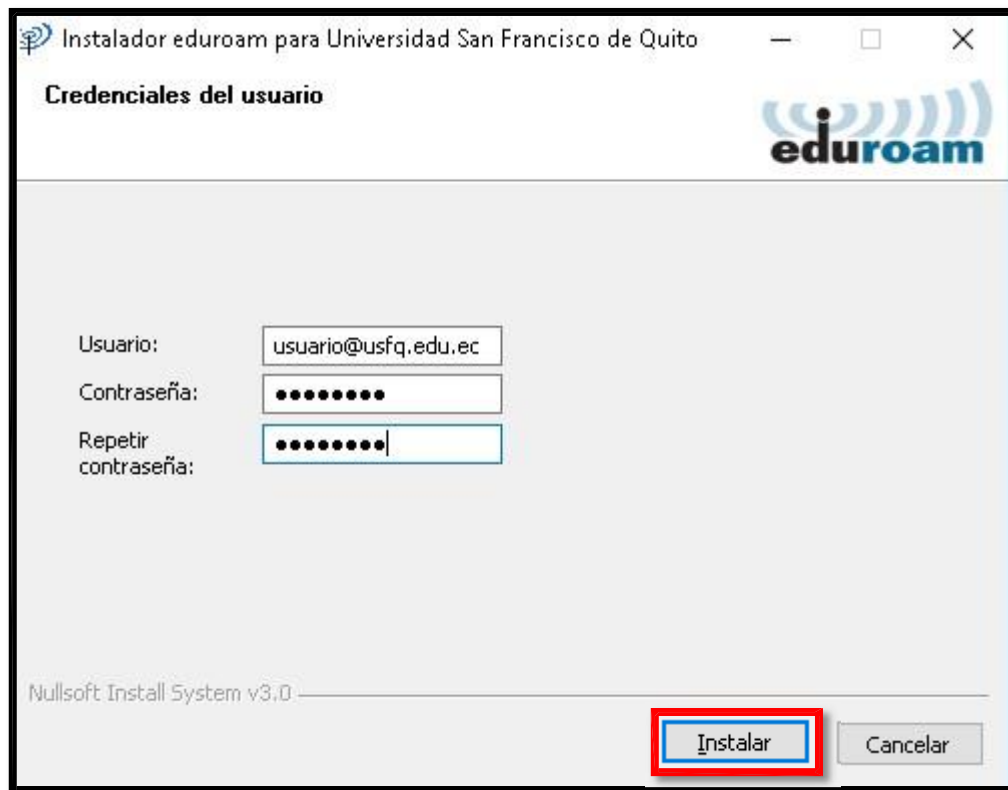 Instalador eduroam para Universidad San Francisco de Quito
Credenciales del usuario
eduroam
Usuario:
usuario@usfq.edu.ec
Contraseña:
●●●●●●●●
Repetir
contraseña:
●●●●●●●●
Nullsoft Install System v3.0
Instalar
Cancelar